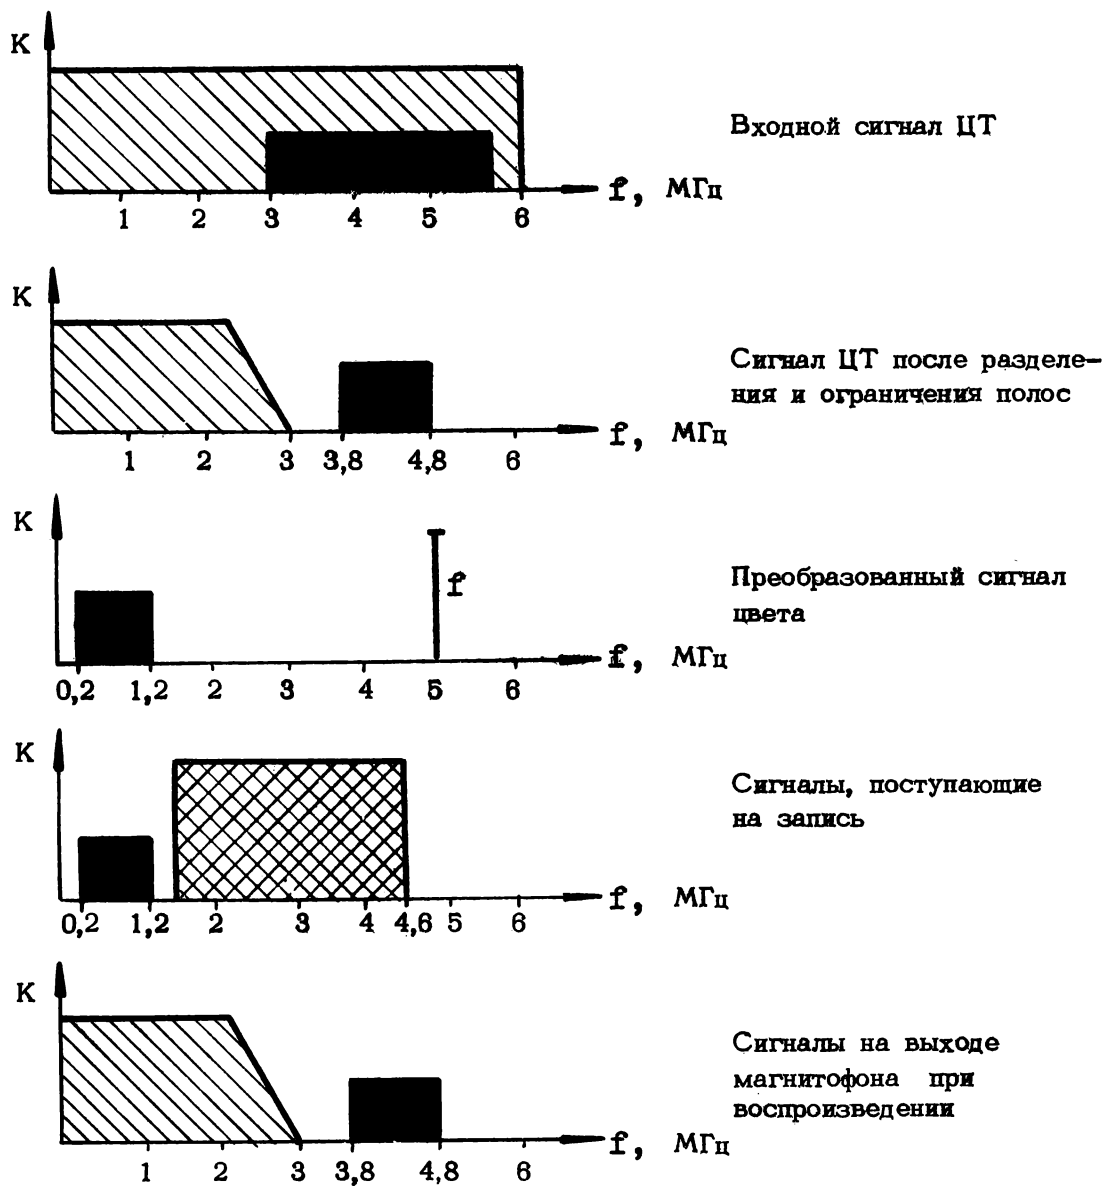 K
Входной сигнал ЦТ
f, МГц
1 2 3 4 5 6
K
Сигнал ЦТ после разделе-
ния и ограничения полос
f, МГц
1 2 3 3,8 4,8 6
K
f
Преобразованный сигнал
цвета
f, МГц
0,2 1,2 2 3 4 5 6
K
Сигналы, поступающие
на запись
f, МГц
0,2 1,2 2 3 4 4,6 5 6
K
Сигналы на выходе
магнитофона при
воспроизведении
f, МГц
1 2 3 3,8 4,8 6